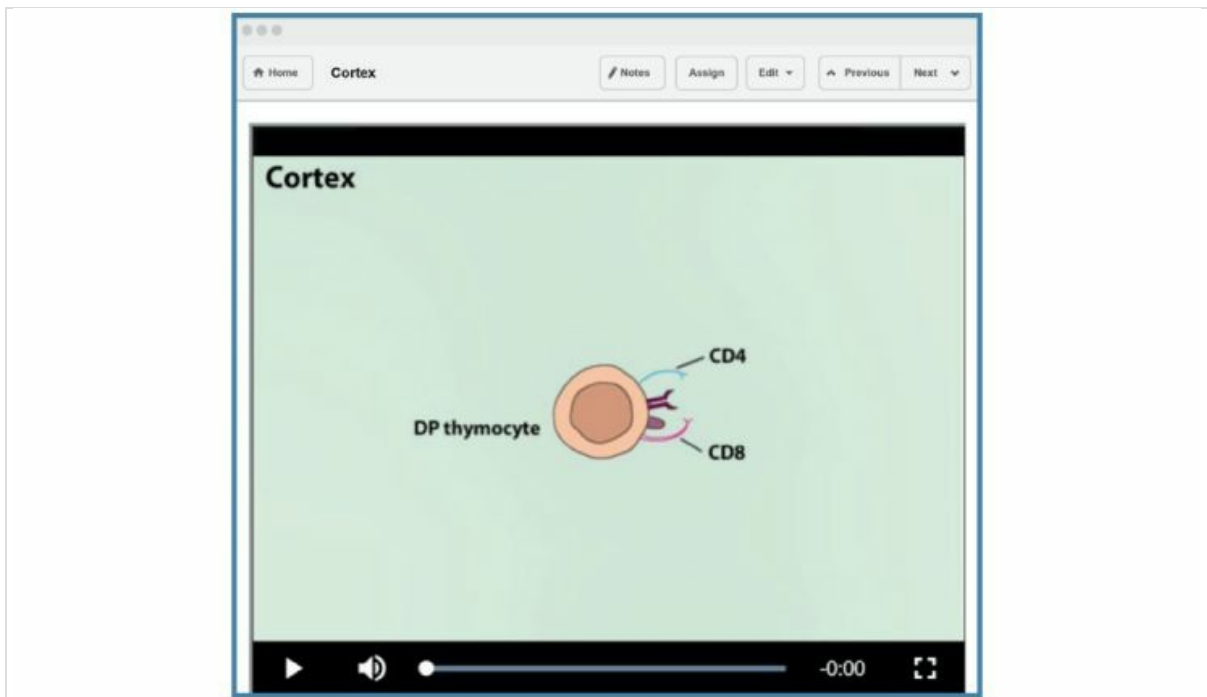 Home Cortex Notes Assign Edit Previous Next
Cortex
CD4
DP thymocyte
CD8
-0:00